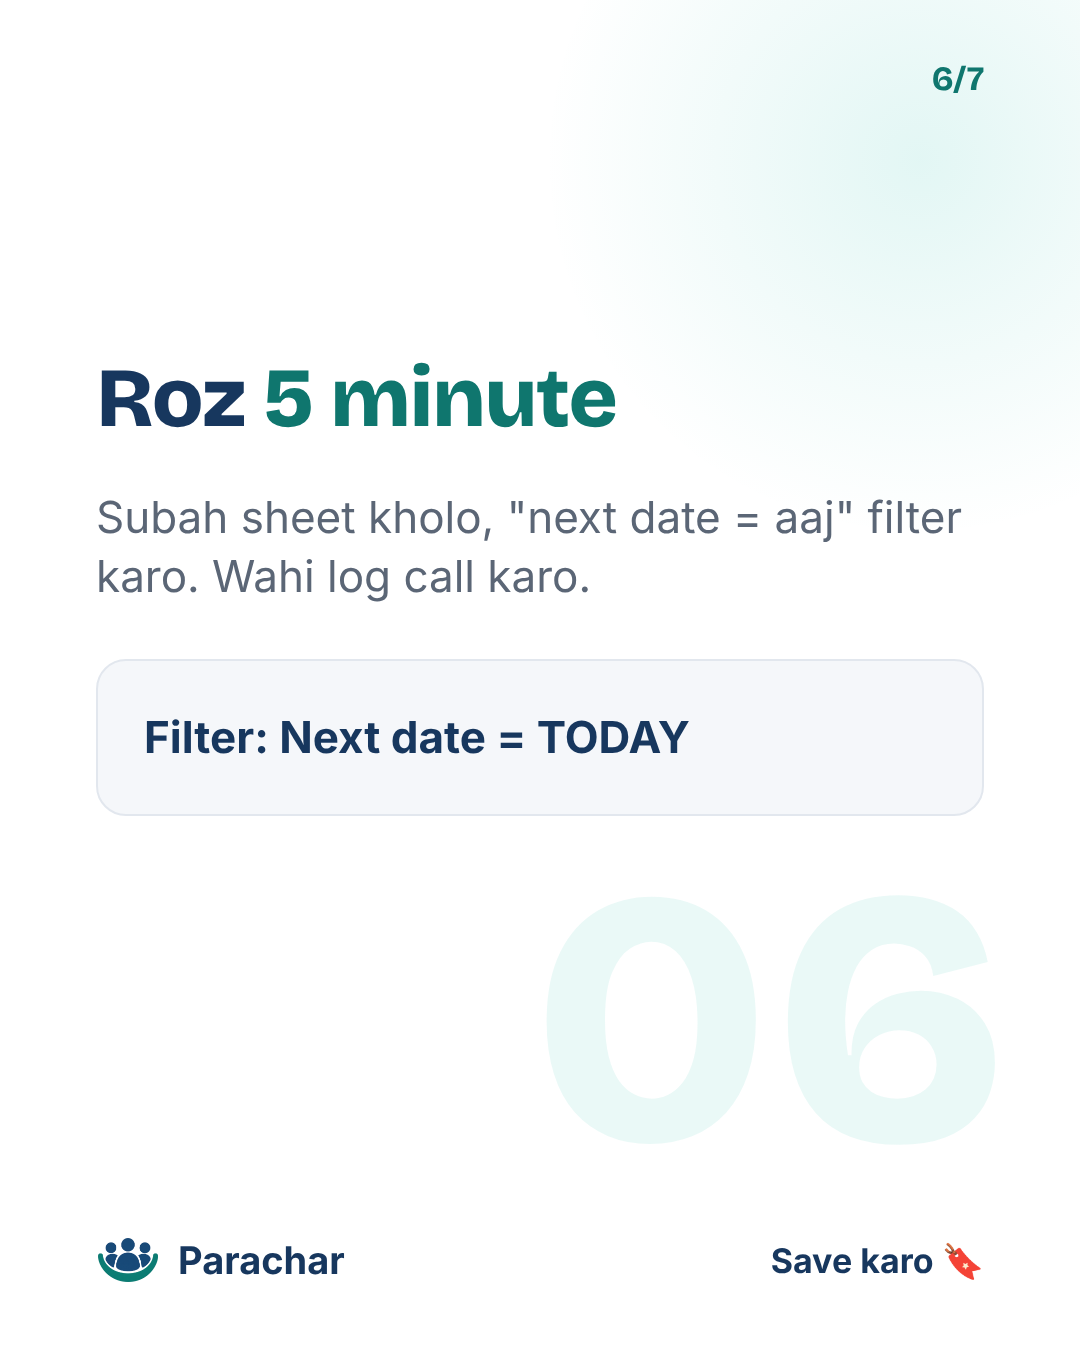 6/7
Roz 5 minute
Subah sheet kholo, "next date = aaj" filter
karo. Wahi log call karo.
Filter: Next date = TODAY
06
Parachar
Save karo 🔖